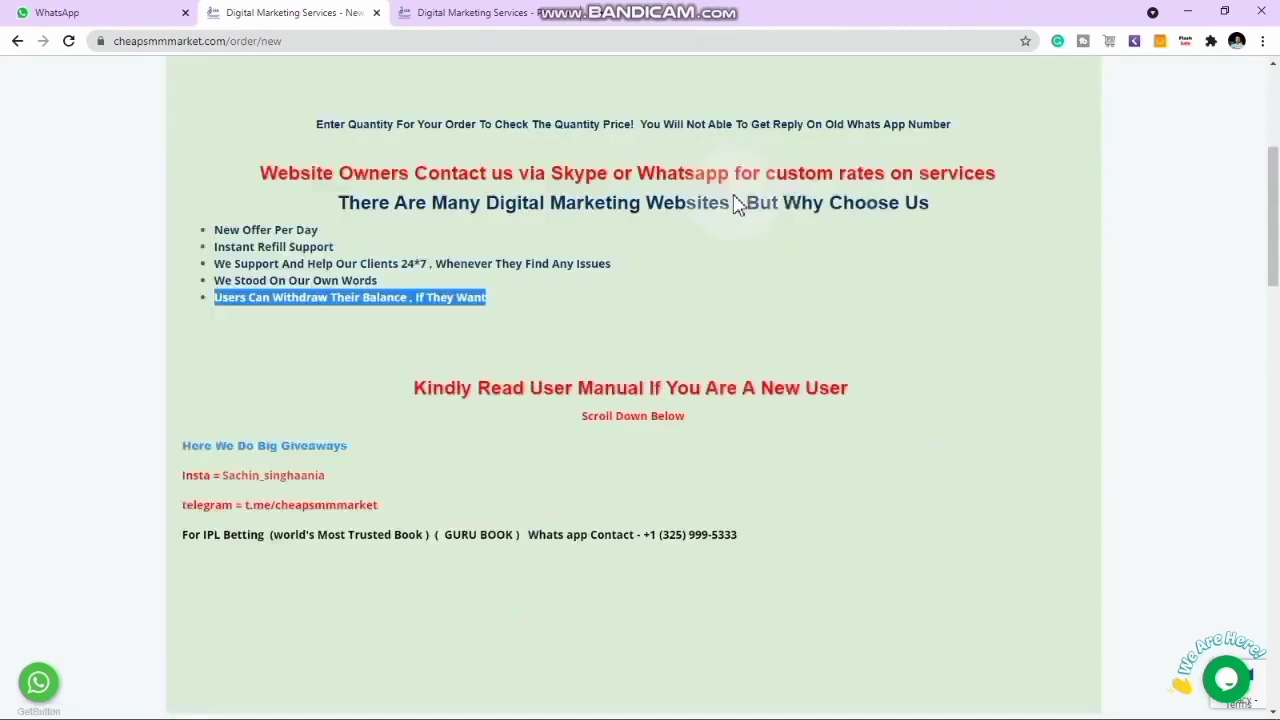 www.BANDICAM.com
WhatsApp
Digital Marketing Services - New
Digital Marketing Services -
cheapsmmmarket.com/order/new
Enter Quantity For Your Order To Check The Quantity Price! You Will Not Able To Get Reply On Old Whats App Number
Website Owners Contact us via Skype or Whatsapp for custom rates on services
There Are Many Digital Marketing Websites But Why Choose Us
New Offer Per Day
Instant Refill Support
We Support And Help Our Clients 24*7 , Whenever They Find Any Issues
We Stood On Our Own Words
Users Can Withdraw Their Balance , If They Want
Kindly Read User Manual If You Are A New User
Scroll Down Below
Here We Do Big Giveaways
Insta = Sachin_singhaania
telegram = t.me/cheapsmmmarket
For IPL Betting (world's Most Trusted Book ) ( GURU BOOK ) Whats app Contact - +1 (325) 999-5333
We Are Here!
GetButton
Terms